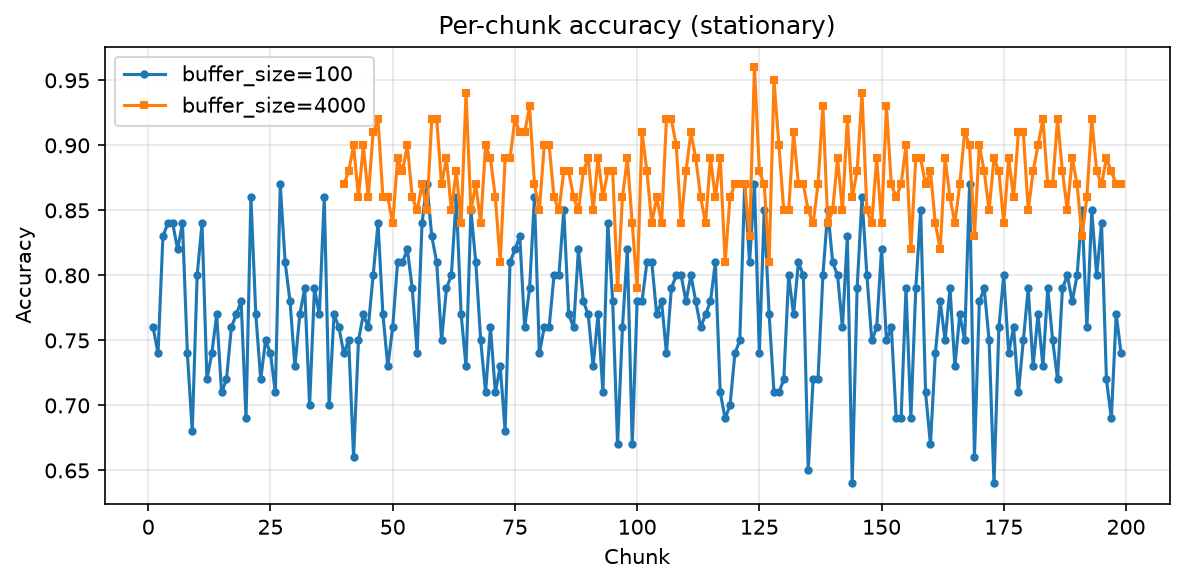 Per-chunk accuracy (stationary)
buffer_size=100
buffer_size=4000
Accuracy
0.95
0.90
0.85
0.80
0.75
0.70
0.65
0 25 50 75 100 125 150 175 200
Chunk